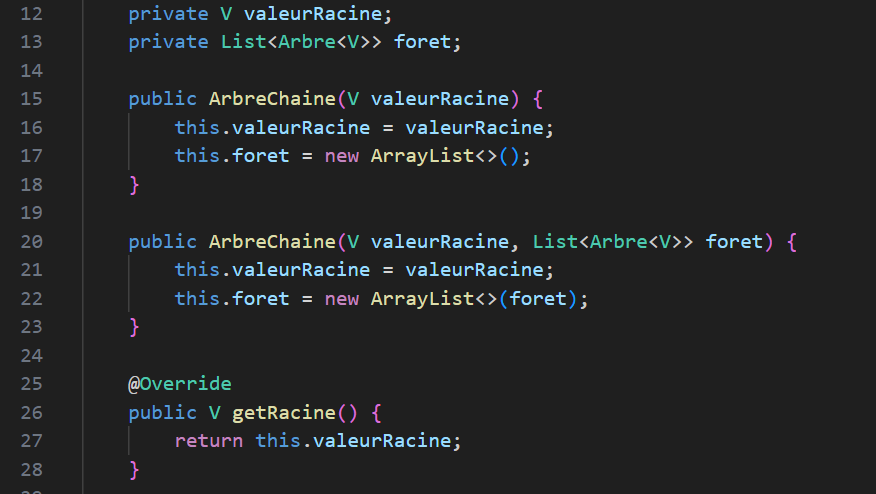 12 private V valeurRacine;
13 private List<Arbre<V>> foret;
14
15 public ArbreChaine(V valeurRacine) {
16 this.valeurRacine = valeurRacine;
17 this.foret = new ArrayList<>();
18 }
19
20 public ArbreChaine(V valeurRacine, List<Arbre<V>> foret) {
21 this.valeurRacine = valeurRacine;
22 this.foret = new ArrayList<>(foret);
23 }
24
25 @Override
26 public V getRacine() {
27 return this.valeurRacine;
28 }